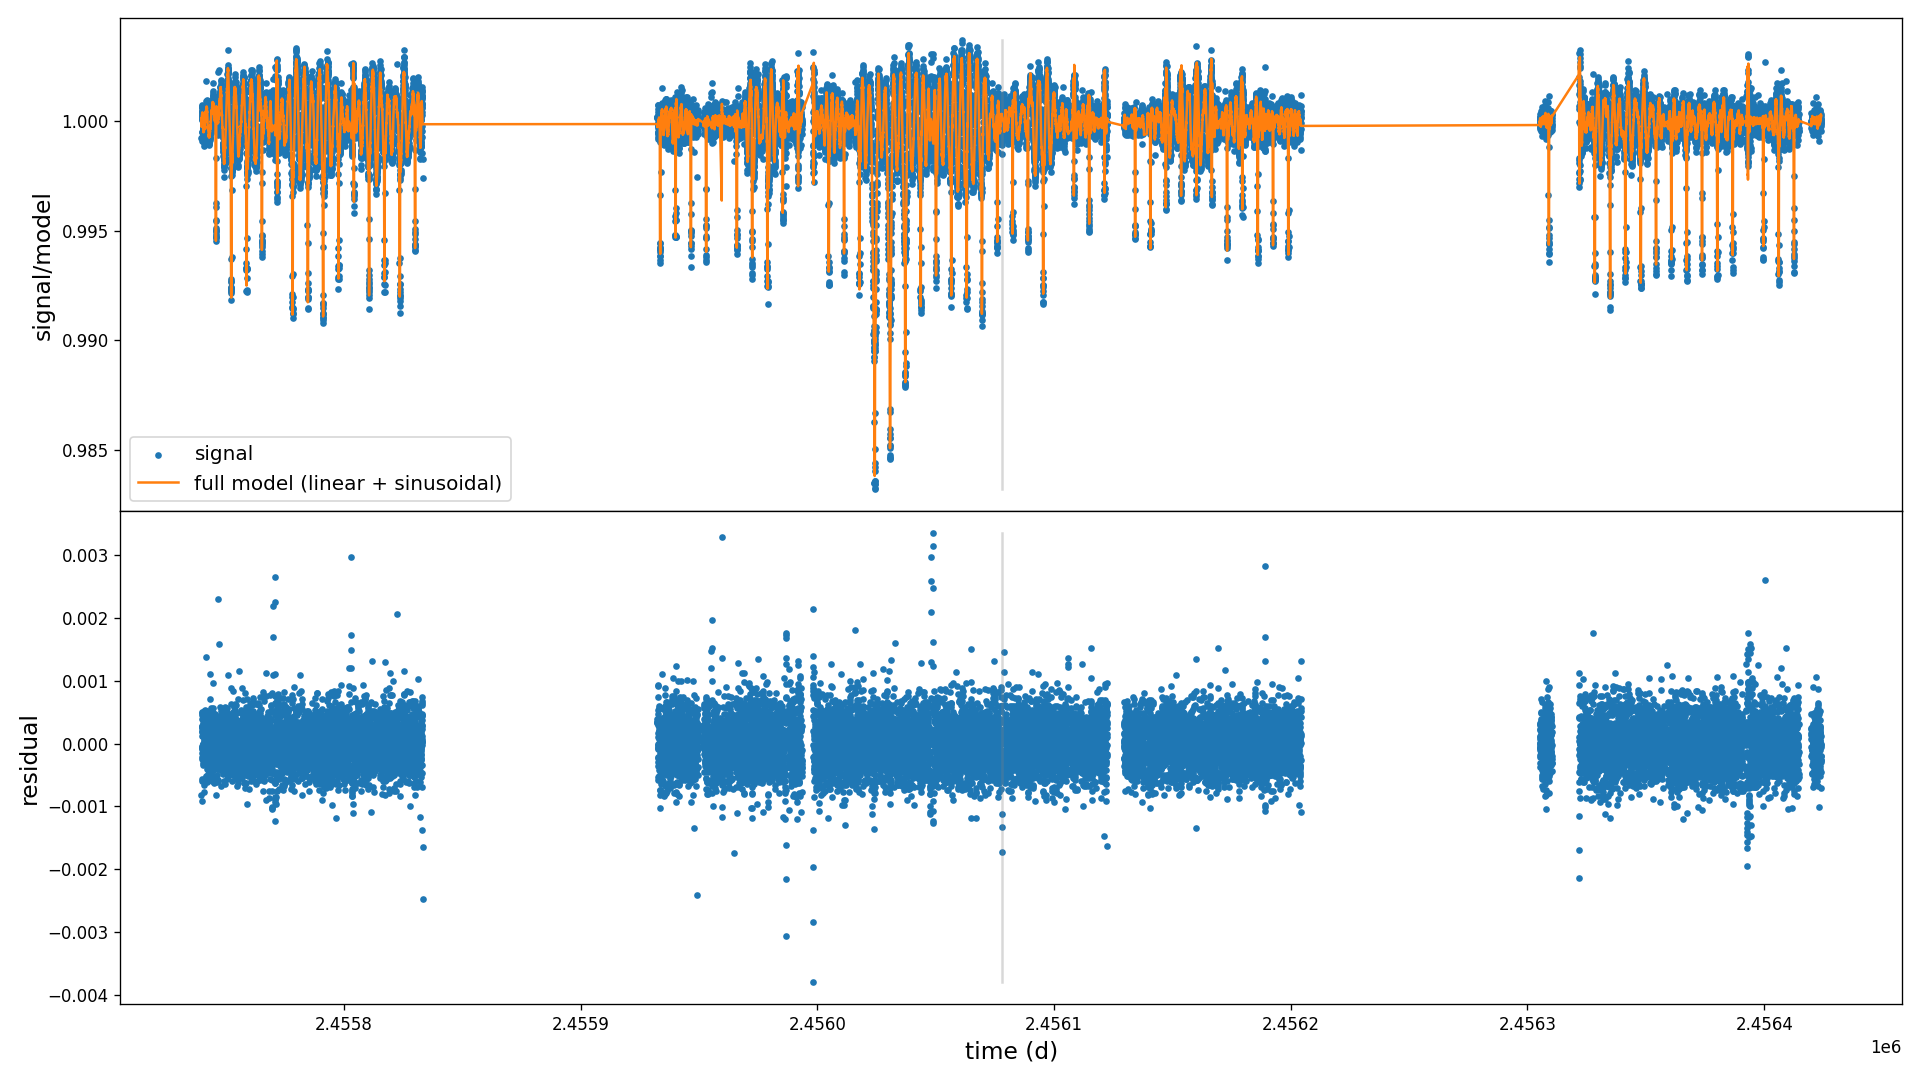 1.000
0.995
0.990
0.985
signal/model
signal
full model (linear + sinusoidal)
0.003
0.002
0.001
0.000
−0.001
−0.002
−0.003
−0.004
residual
2.4558 2.4559 2.4560 2.4561 2.4562 2.4563 2.4564
1e6
time (d)